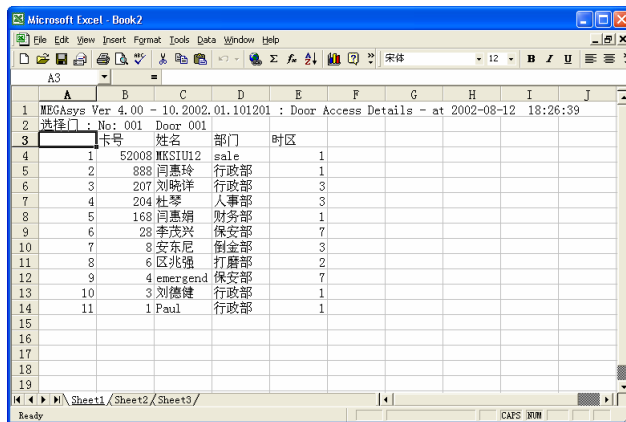 Microsoft Excel - Book2
File Edit View Insert Format Tools Data Window Help
宋体 12 B I U
A3 =
A B C D E F G H I J
1 MEGAsys Ver 4.00 - 10.2002.01.101201 : Door Access Details - at 2002-08-12 18:26:39
2 选择门 : No: 001 Door 001
3 卡号 姓名 部门 时区
4 1 52008 MKSIU12 sale 1
5 2 888 闫惠玲 行政部 1
6 3 207 刘晓洋 行政部 3
7 4 204 杜琴 人事部 3
8 5 168 闫惠娟 财务部 1
9 6 28 李茂兴 保安部 7
10 7 8 安东尼 倒金部 3
11 8 6 区兆强 打磨部 2
12 9 4 emergend 保安部 7
13 10 3 刘德健 行政部 1
14 11 1 Paul 行政部 1
15
16
17
18
19
Sheet1 Sheet2 Sheet3
Ready CAPS NUM